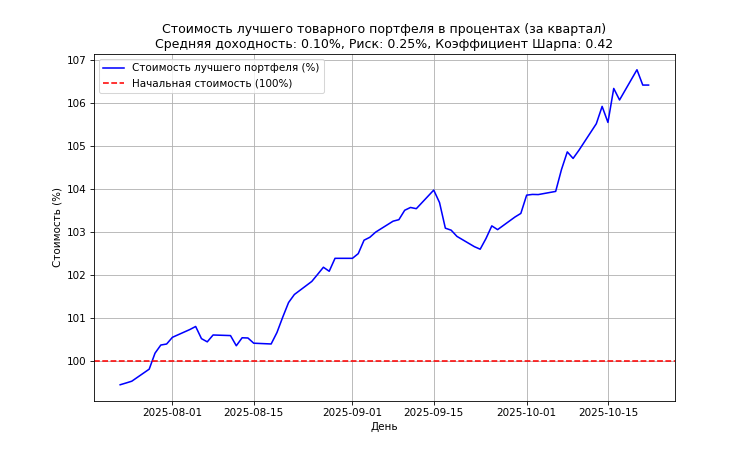 Стоимость лучшего товарного портфеля в процентах (за квартал)
Средняя доходность: 0.10%, Риск: 0.25%, Коэффициент Шарпа: 0.42
Стоимость лучшего портфеля (%)
Начальная стоимость (100%)
Стоимость (%)
107
106
105
104
103
102
101
100
2025-08-01 2025-08-15 2025-09-01 2025-09-15 2025-10-01 2025-10-15
День